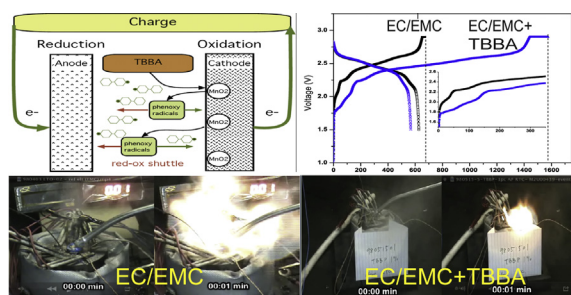 Charge
Reduction
Oxidation
Anode
TBBA
Cathode
MnO2
phenoxy
radicals
MnO2
phenoxy
radicals
MnO2
e-
e-
red-ox shuttle
EC/EMC
EC/EMC+
TBBA
Voltage (V)
3.0
2.5
2.0
1.5
1.0
0 200 400 600 800 1000 1200 1400 1600
2.4
2.2
2.0
1.8
1.6
0 100 200 300
001
001
EC/EMC
00:00 min
00:01 min
EC/EMC+TBBA
00:00 min
00:01 min